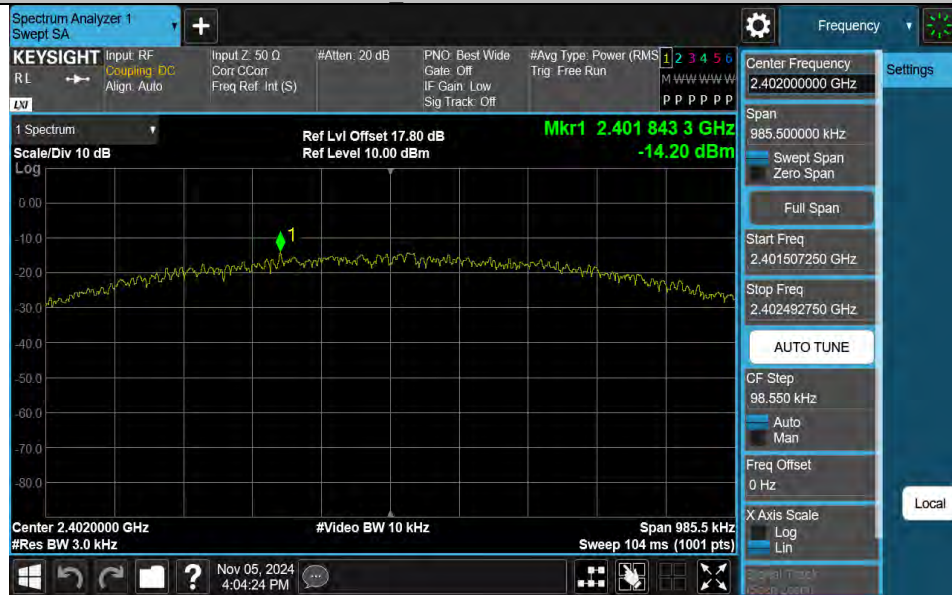 Spectrum Analyzer 1
Swept SA
+
Frequency
KEYSIGHT
Input: RF
Coupling: DC
Align: Auto
RL
LXI
Input Z: 50 Ω
Corr CCorr
Freq Ref: Int (S)
#Atten: 20 dB
PNO: Best Wide
Gate: Off
IF Gain: Low
Sig Track: Off
#Avg Type: Power (RMS
Trig: Free Run
1 2 3 4 5 6
M W W W W W
P P P P P P
1 Spectrum
Scale/Div 10 dB
Ref Lvl Offset 17.80 dB
Ref Level 10.00 dBm
Mkr1 2.401 843 3 GHz
-14.20 dBm
Log
0.00
-10.0
-20.0
-30.0
-40.0
-50.0
-60.0
-70.0
-80.0
1
Center 2.4020000 GHz
#Res BW 3.0 kHz
#Video BW 10 kHz
Span 985.5 kHz
Sweep 104 ms (1001 pts)
Center Frequency
2.402000000 GHz
Settings
Span
985.500000 kHz
Swept Span
Zero Span
Full Span
Start Freq
2.401507250 GHz
Stop Freq
2.402492750 GHz
AUTO TUNE
CF Step
98.550 kHz
Auto
Man
Freq Offset
0 Hz
X Axis Scale
Log
Lin
Local
Signal Track
(Span Zoom)
?
Nov 05, 2024
4:04:24 PM